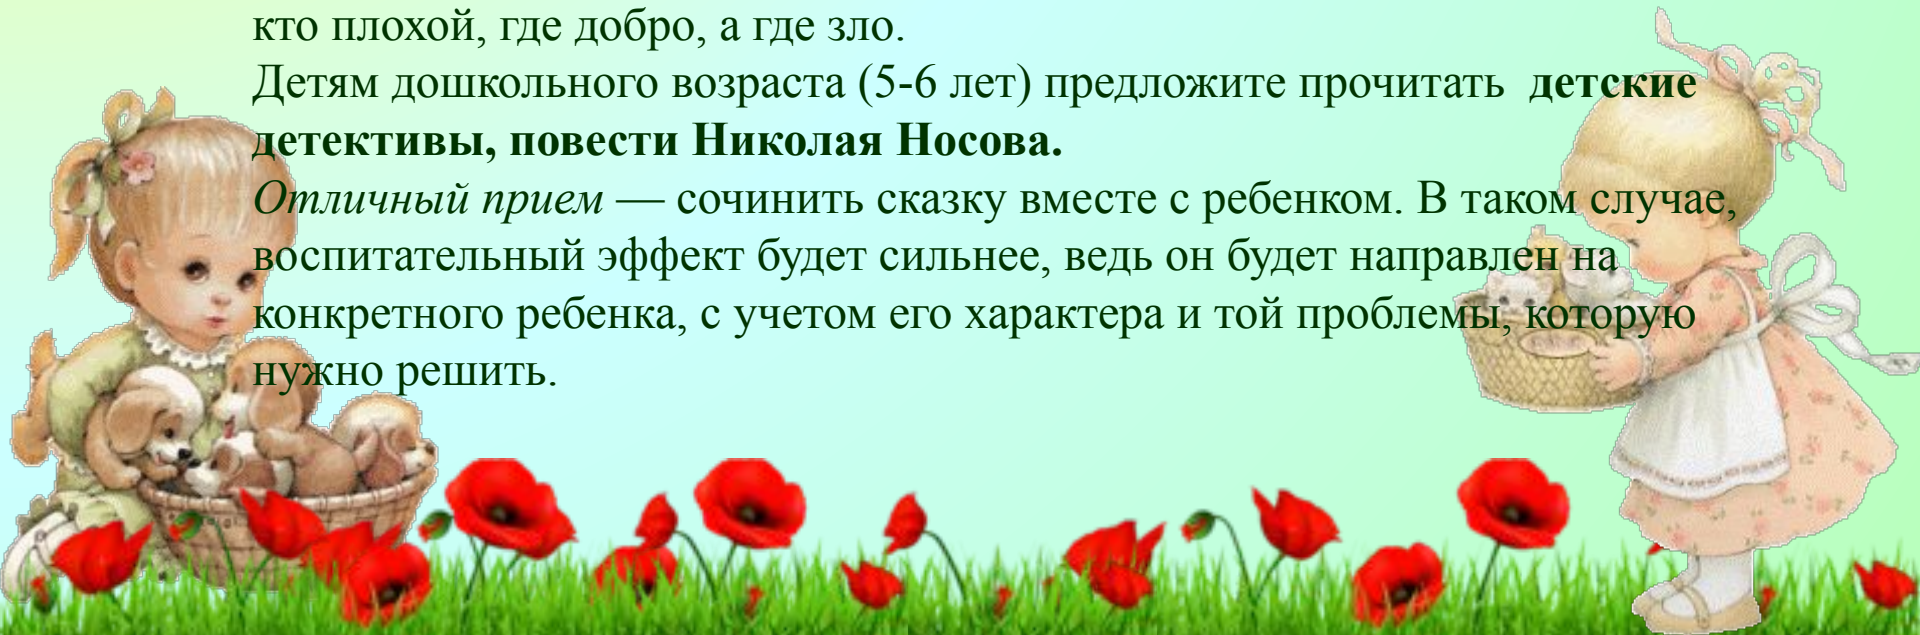 кто плохой, где добро, а где зло.
Детям дошкольного возраста (5-6 лет) предложите прочитать детские
детективы, повести Николая Носова.
Отличный прием — сочинить сказку вместе с ребенком. В таком случае,
воспитательный эффект будет сильнее, ведь он будет направлен на
конкретного ребенка, с учетом его характера и той проблемы, которую
нужно решить.